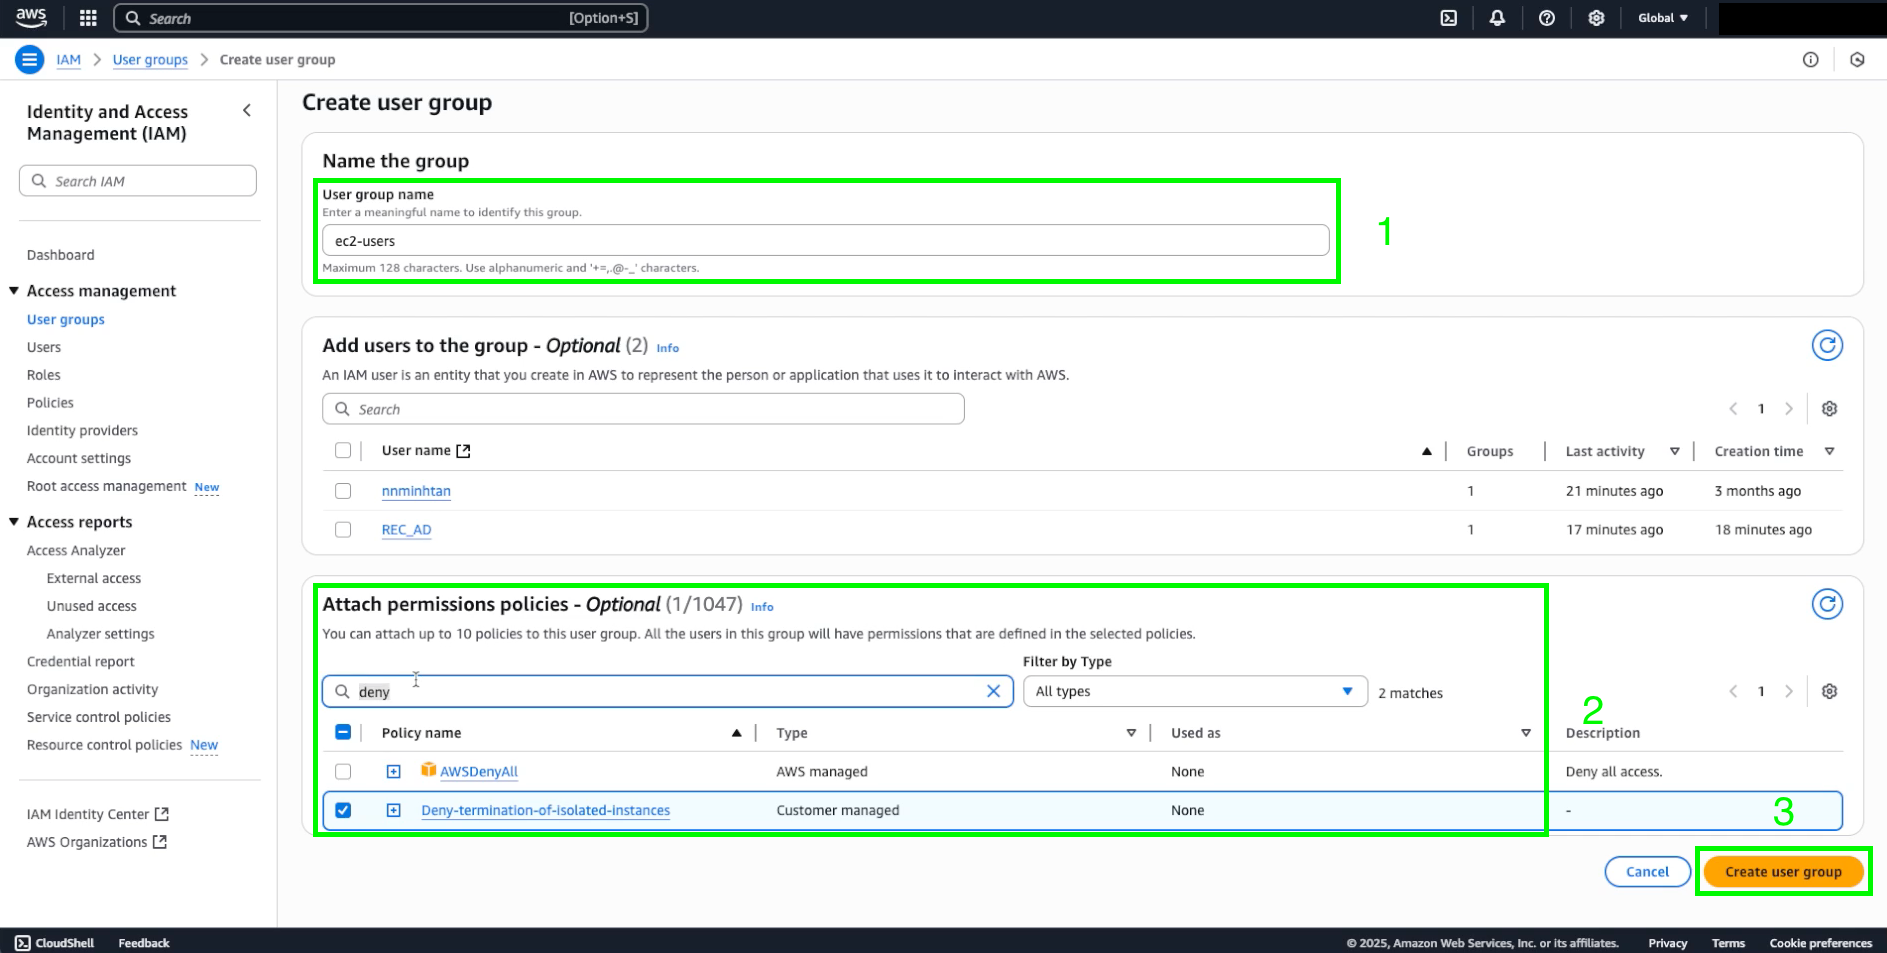 aws
Search [Option+S]
Global
IAM > User groups > Create user group
Identity and Access
Management (IAM)
Search IAM
Dashboard
Access management
User groups
Users
Roles
Policies
Identity providers
Account settings
Root access management New
Access reports
Access Analyzer
External access
Unused access
Analyzer settings
Credential report
Organization activity
Service control policies
Resource control policies New
IAM Identity Center
AWS Organizations
Create user group
Name the group
User group name
Enter a meaningful name to identify this group.
ec2-users
Maximum 128 characters. Use alphanumeric and '+=,.@-_' characters.
1
Add users to the group - Optional (2) Info
An IAM user is an entity that you create in AWS to represent the person or application that uses it to interact with AWS.
Search
1
User name Groups Last activity Creation time
nnminhtan 1 21 minutes ago 3 months ago
REC_AD 1 17 minutes ago 18 minutes ago
Attach permissions policies - Optional (1/1047) Info
You can attach up to 10 policies to this user group. All the users in this group will have permissions that are defined in the selected policies.
Filter by Type
deny All types 2 matches
1
2
Policy name Type Used as Description
AWSDenyAll AWS managed None Deny all access.
Deny-termination-of-isolated-instances Customer managed None -
3
Cancel Create user group
CloudShell Feedback © 2025, Amazon Web Services, Inc. or its affiliates. Privacy Terms Cookie preferences